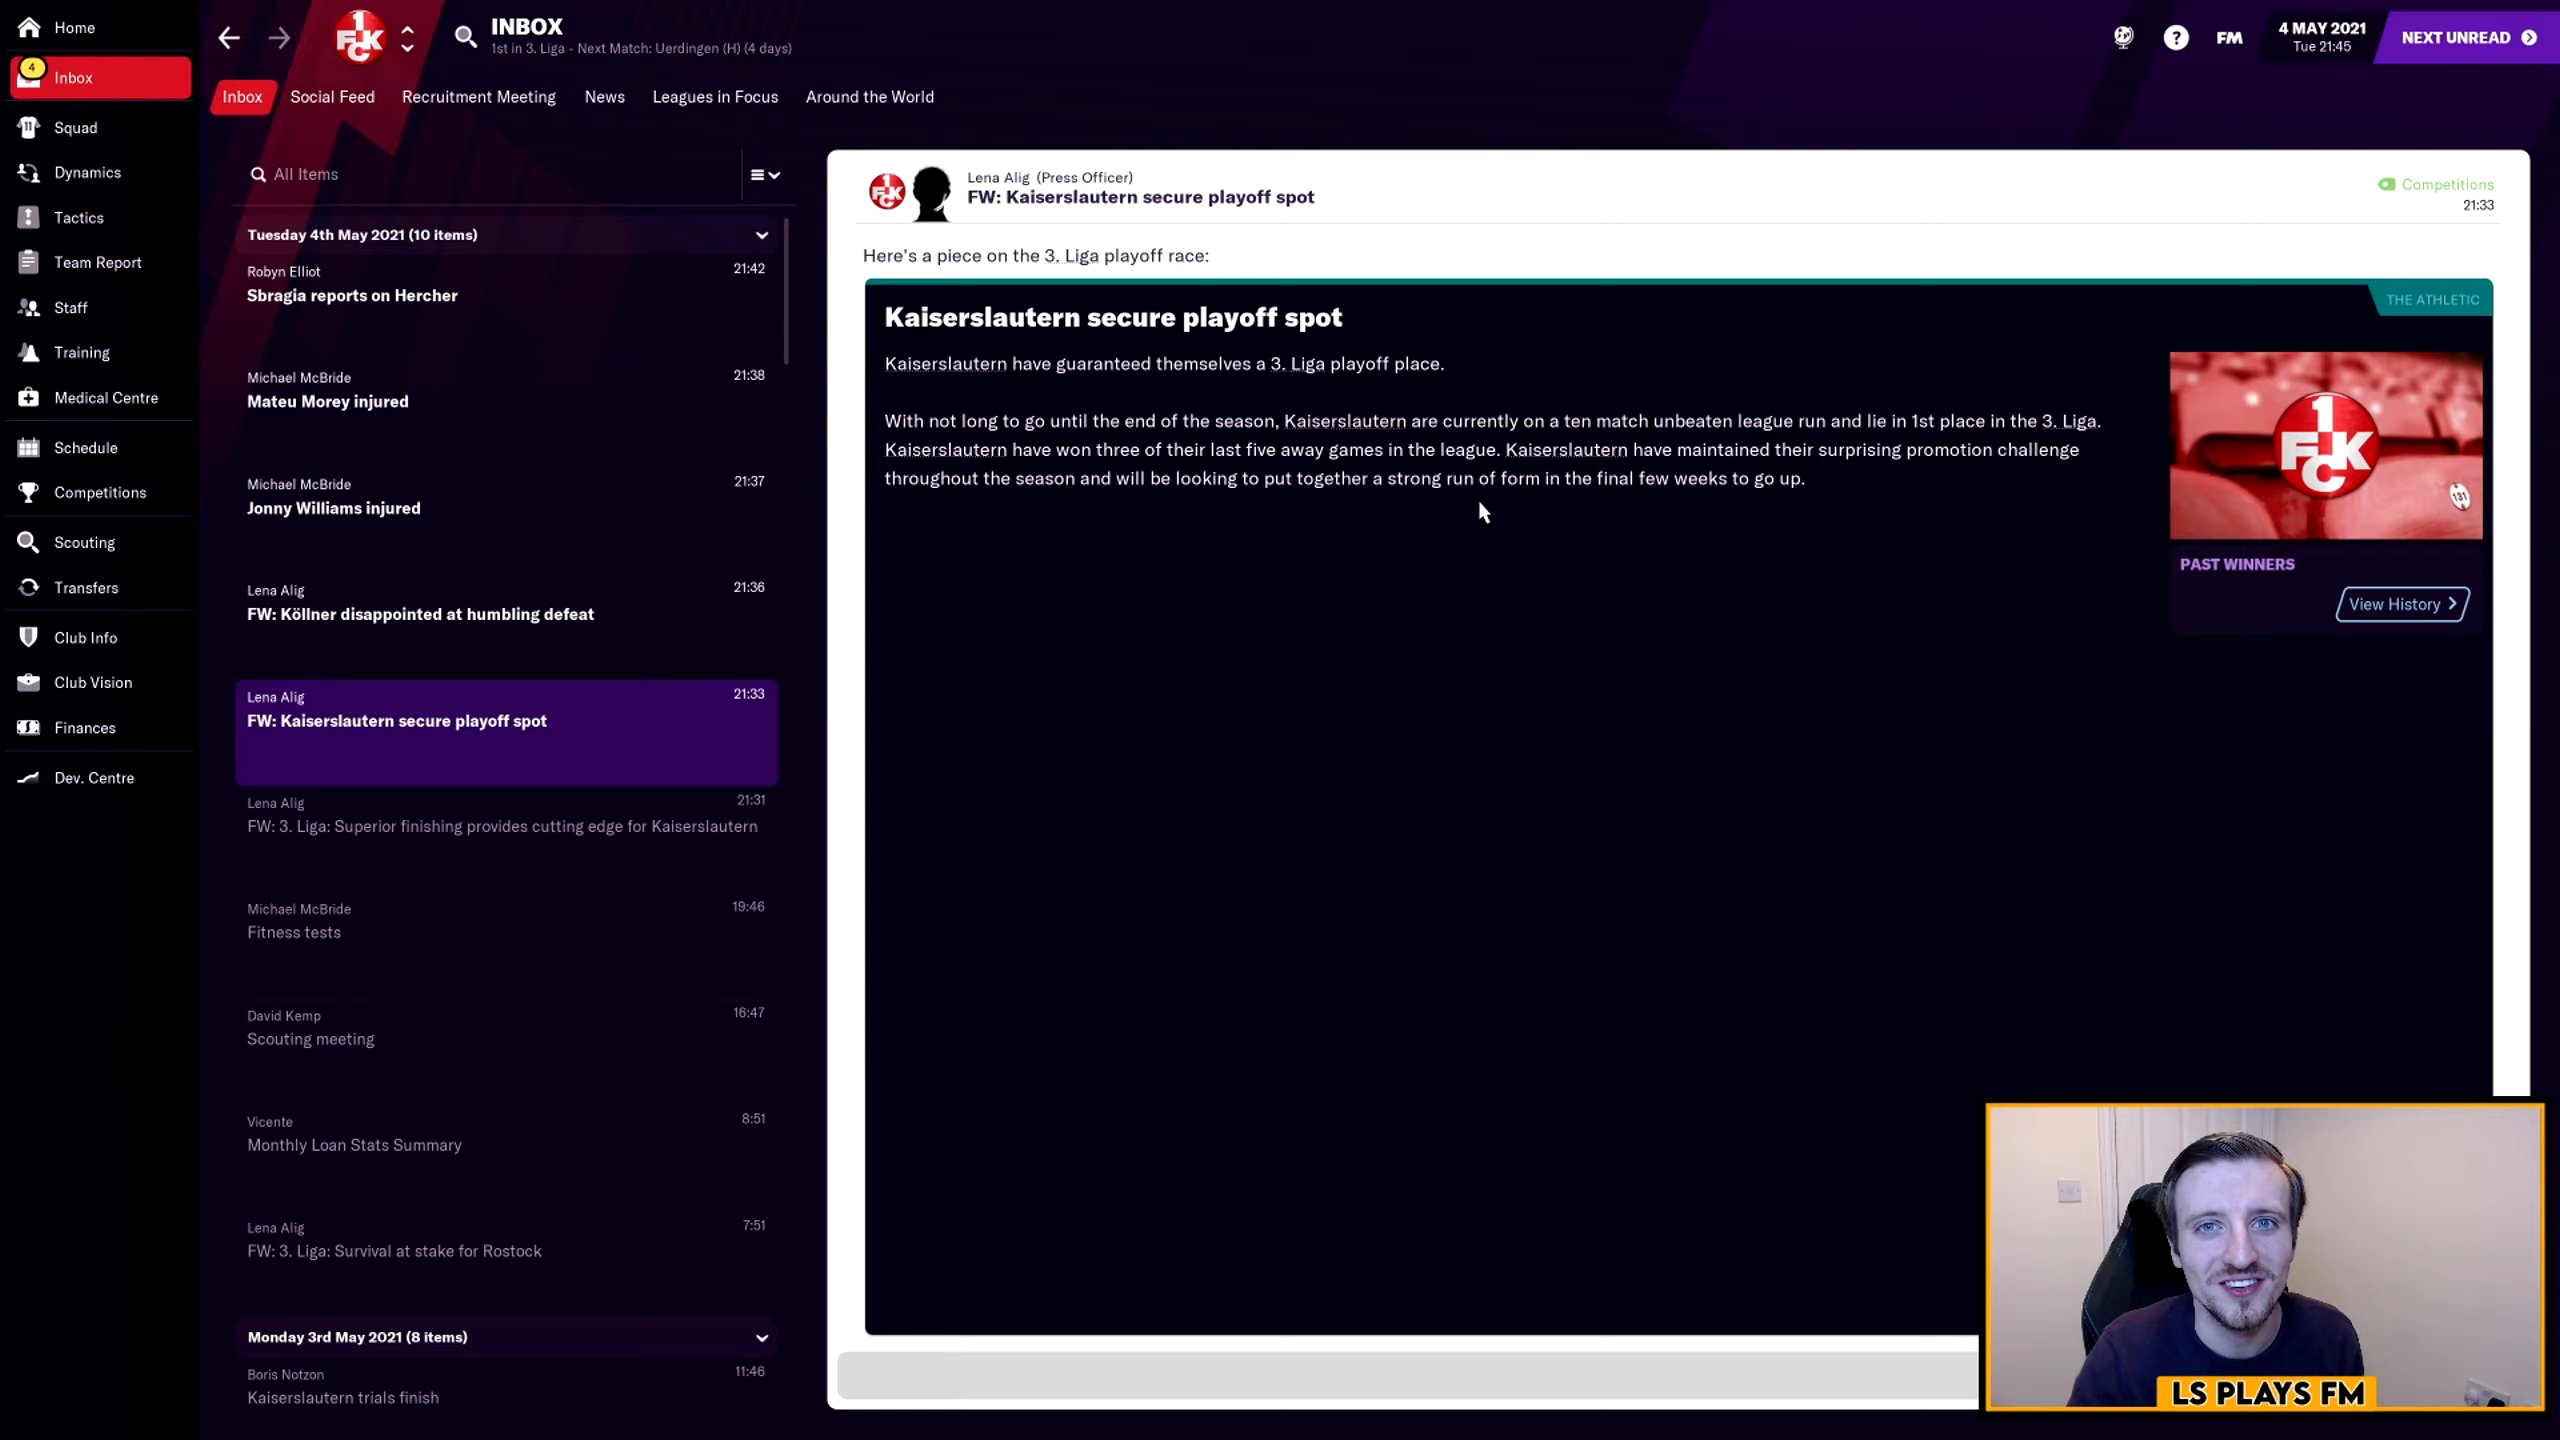 Home
4
Inbox
Squad
Dynamics
Tactics
Team Report
Staff
Training
Medical Centre
Schedule
Competitions
Scouting
Transfers
Club Info
Club Vision
Finances
Dev. Centre
1
FCK
INBOX
1st in 3. Liga - Next Match: Uerdingen (H) (4 days)
?
FM
4 MAY 2021
Tue 21:45
NEXT UNREAD
Inbox
Social Feed
Recruitment Meeting
News
Leagues in Focus
Around the World
All Items
Tuesday 4th May 2021 (10 items)
Robyn Elliot
21:42
Sbragia reports on Hercher
Michael McBride
21:38
Mateu Morey injured
Michael McBride
21:37
Jonny Williams injured
Lena Alig
21:36
FW: Köllner disappointed at humbling defeat
Lena Alig
21:33
FW: Kaiserslautern secure playoff spot
Lena Alig
21:31
FW: 3. Liga: Superior finishing provides cutting edge for Kaiserslautern
Michael McBride
19:46
Fitness tests
David Kemp
16:47
Scouting meeting
Vicente
8:51
Monthly Loan Stats Summary
Lena Alig
7:51
FW: 3. Liga: Survival at stake for Rostock
Monday 3rd May 2021 (8 items)
Boris Notzon
11:46
Kaiserslautern trials finish
1
FCK
Lena Alig (Press Officer)
FW: Kaiserslautern secure playoff spot
Competitions
21:33
Here's a piece on the 3. Liga playoff race:
THE ATHLETIC
Kaiserslautern secure playoff spot
Kaiserslautern have guaranteed themselves a 3. Liga playoff place.
With not long to go until the end of the season, Kaiserslautern are currently on a ten match unbeaten league run and lie in 1st place in the 3. Liga.
Kaiserslautern have won three of their last five away games in the league. Kaiserslautern have maintained their surprising promotion challenge
throughout the season and will be looking to put together a strong run of form in the final few weeks to go up.
1
FCK
131
PAST WINNERS
View History
LS PLAYS FM